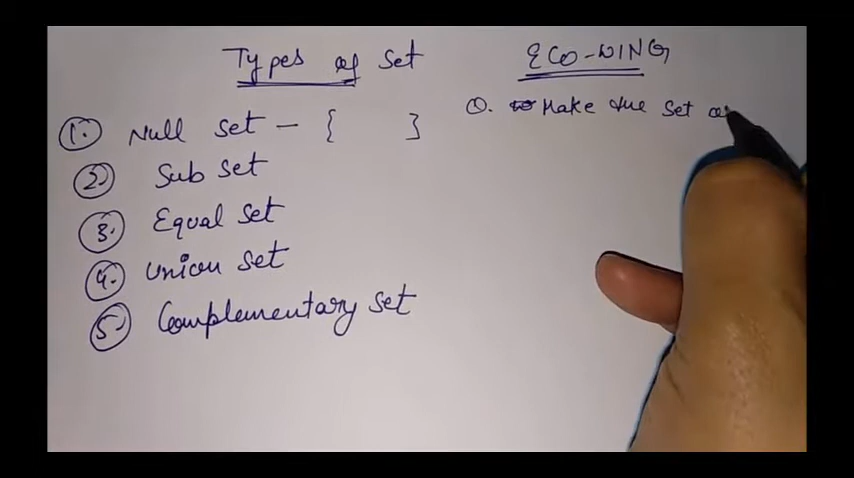 Types of Set
1. Null set - { }
2. Sub set
3. Equal set
4. Union set
5. Complementary set
ECO-WING
Q. Make the set